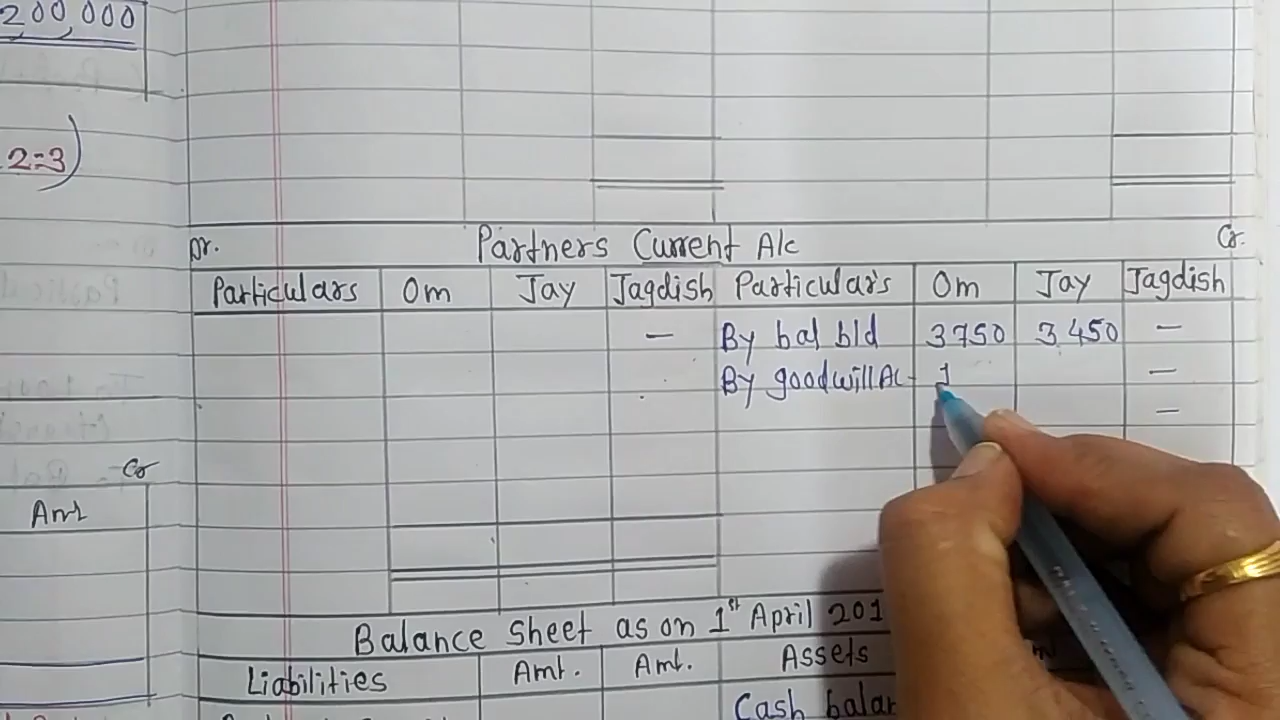 200,000
2:3)
Dr. Partners Current A/c Cr.
Particulars Om Jay Jagdish Particulars Om Jay Jagdish
— By bal b/d 3750 3450 —
By goodwill A/c 1 —
—
Cr
Amt
Balance sheet as on 1st April 201
Liabilities Amt. Amt. Assets
Cash balan